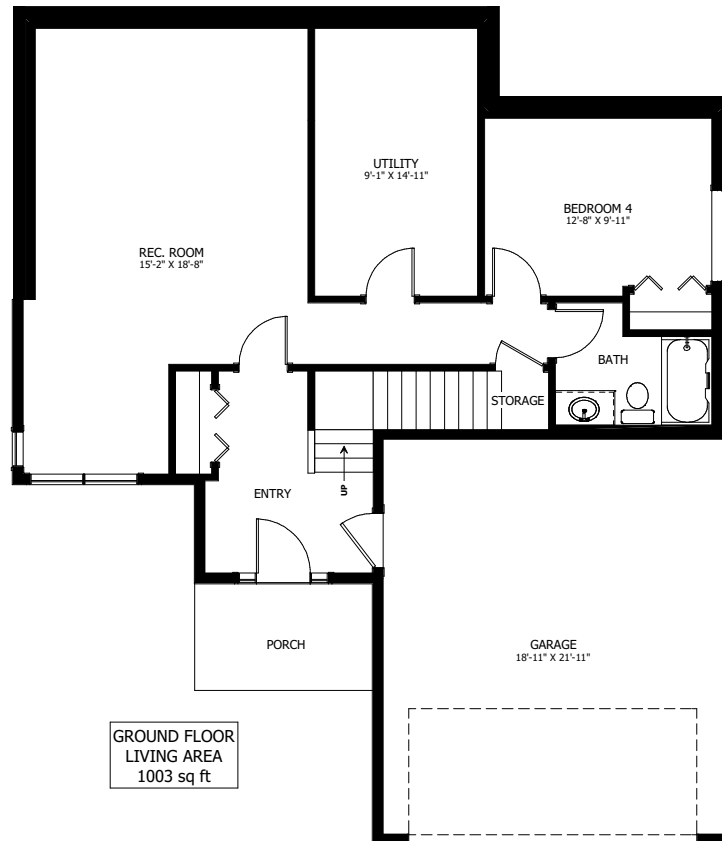 UTILITY
9'-1" X 14'-11"
BEDROOM 4
12'-8" X 9'-11"
REC. ROOM
15'-2" X 18'-8"
BATH
STORAGE
UP
ENTRY
PORCH
GARAGE
18'-11" X 21'-11"
GROUND FLOOR
LIVING AREA
1003 sq ft